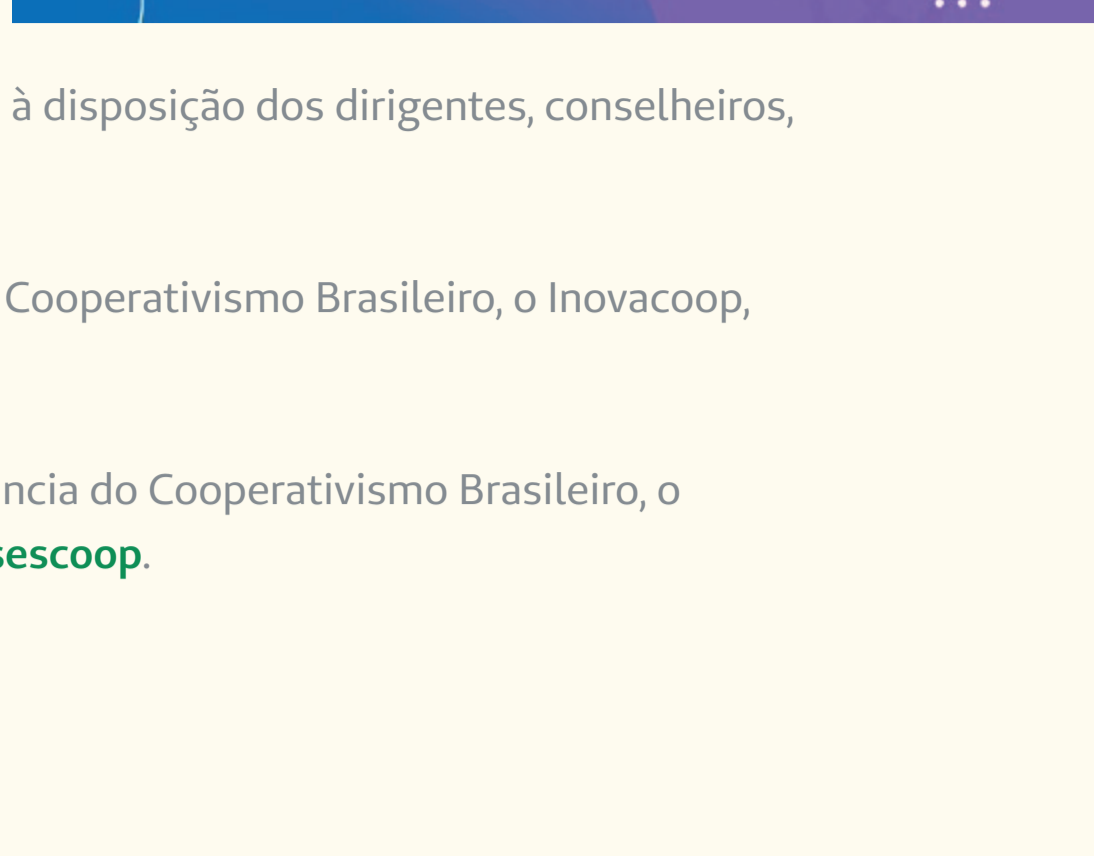 à disposição dos dirigentes, conselheiros,
Cooperativismo Brasileiro, o Inovacoop,
ncia do Cooperativismo Brasileiro, o
sescoop.